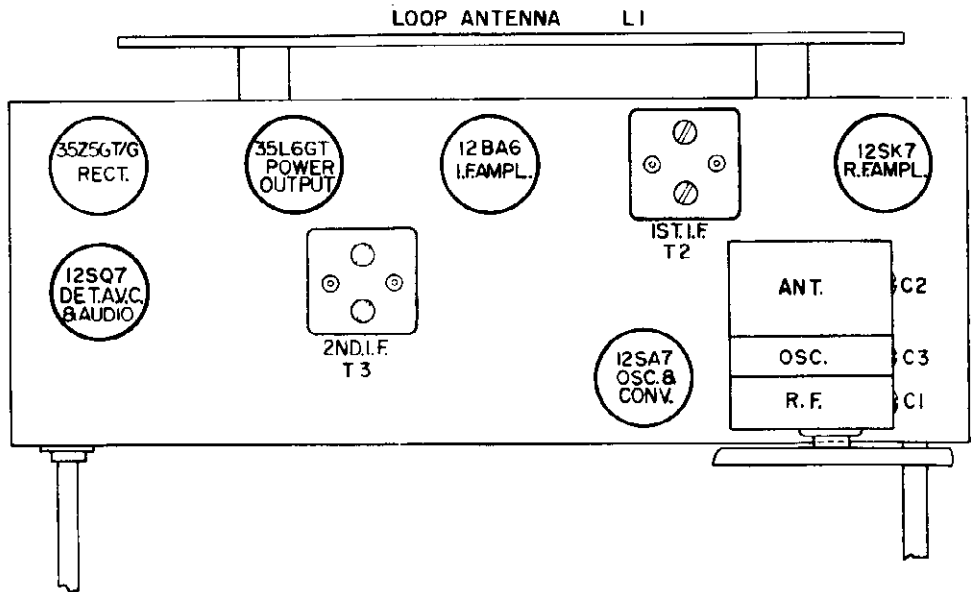 LOOP ANTENNA L1
35Z5GT/G
RECT.
35L6GT
POWER
OUTPUT
12BA6
I.F.AMPL.
1ST.I.F.
T2
12SK7
R.F.AMPL.
12SQ7
DET.A.V.C.
&AUDIO
2ND.I.F.
T3
12SA7
OSC.&
CONV.
ANT.
C2
OSC.
C3
R.F.
C1